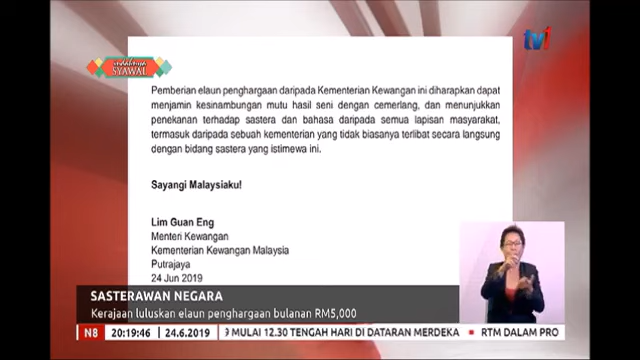 tv1
indahnya
SYAWAL
Pemberian elaun penghargaan daripada Kementerian Kewangan ini diharapkan dapat
menjamin kesinambungan mutu hasil seni dengan cemerlang, dan menunjukkan
penekanan terhadap sastera dan bahasa daripada semua lapisan masyarakat,
termasuk daripada sebuah kementerian yang tidak biasanya terlibat secara langsung
dengan bidang sastera yang istimewa ini.
Sayangi Malaysiaku!
Lim Guan Eng
Menteri Kewangan
Kementerian Kewangan Malaysia
Putrajaya
24 Jun 2019
SASTERAWAN NEGARA
Kerajaan luluskan elaun penghargaan bulanan RM5,000
N8 20:19:46 24.6.2019 9 MULAI 12.30 TENGAH HARI DI DATARAN MERDEKA ▪ RTM DALAM PRO